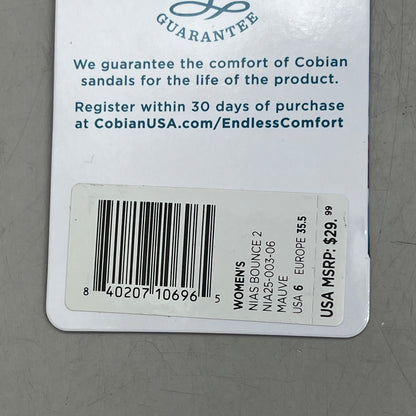 GUARANTEE
We guarantee the comfort of Cobian
sandals for the life of the product.
Register within 30 days of purchase
at CobianUSA.com/EndlessComfort
8 40207 10696 5
WOMEN'S
NIAS BOUNCE 2
NIA25-003-06
MAUVE
USA 6 EUROPE 35.5
USA MSRP: $29.99